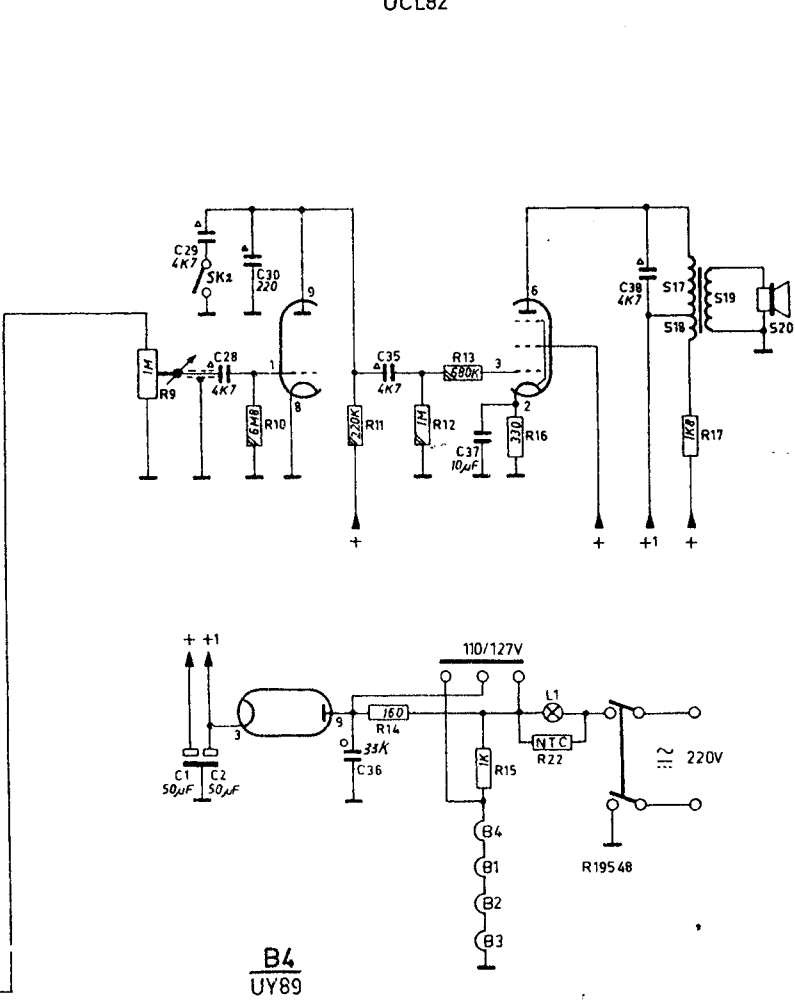 UCL82
C29
4K7
SK2
C30
220
9
6
C38
4K7
S17
S19
S18
S20
1M
R9
C28
4K7
1
8
6M8
R10
220K
R11
C35
4K7
1M
R12
R13
680K
3
2
C37
10µF
330
R16
1K8
R17
+
+
+1
+
+ +1
110/127V
L1
3
9
160
R14
33K
C36
1K
R15
NTC
R22
220V
C1
50µF
C2
50µF
B4
B1
B2
B3
R19548
B4
UY89